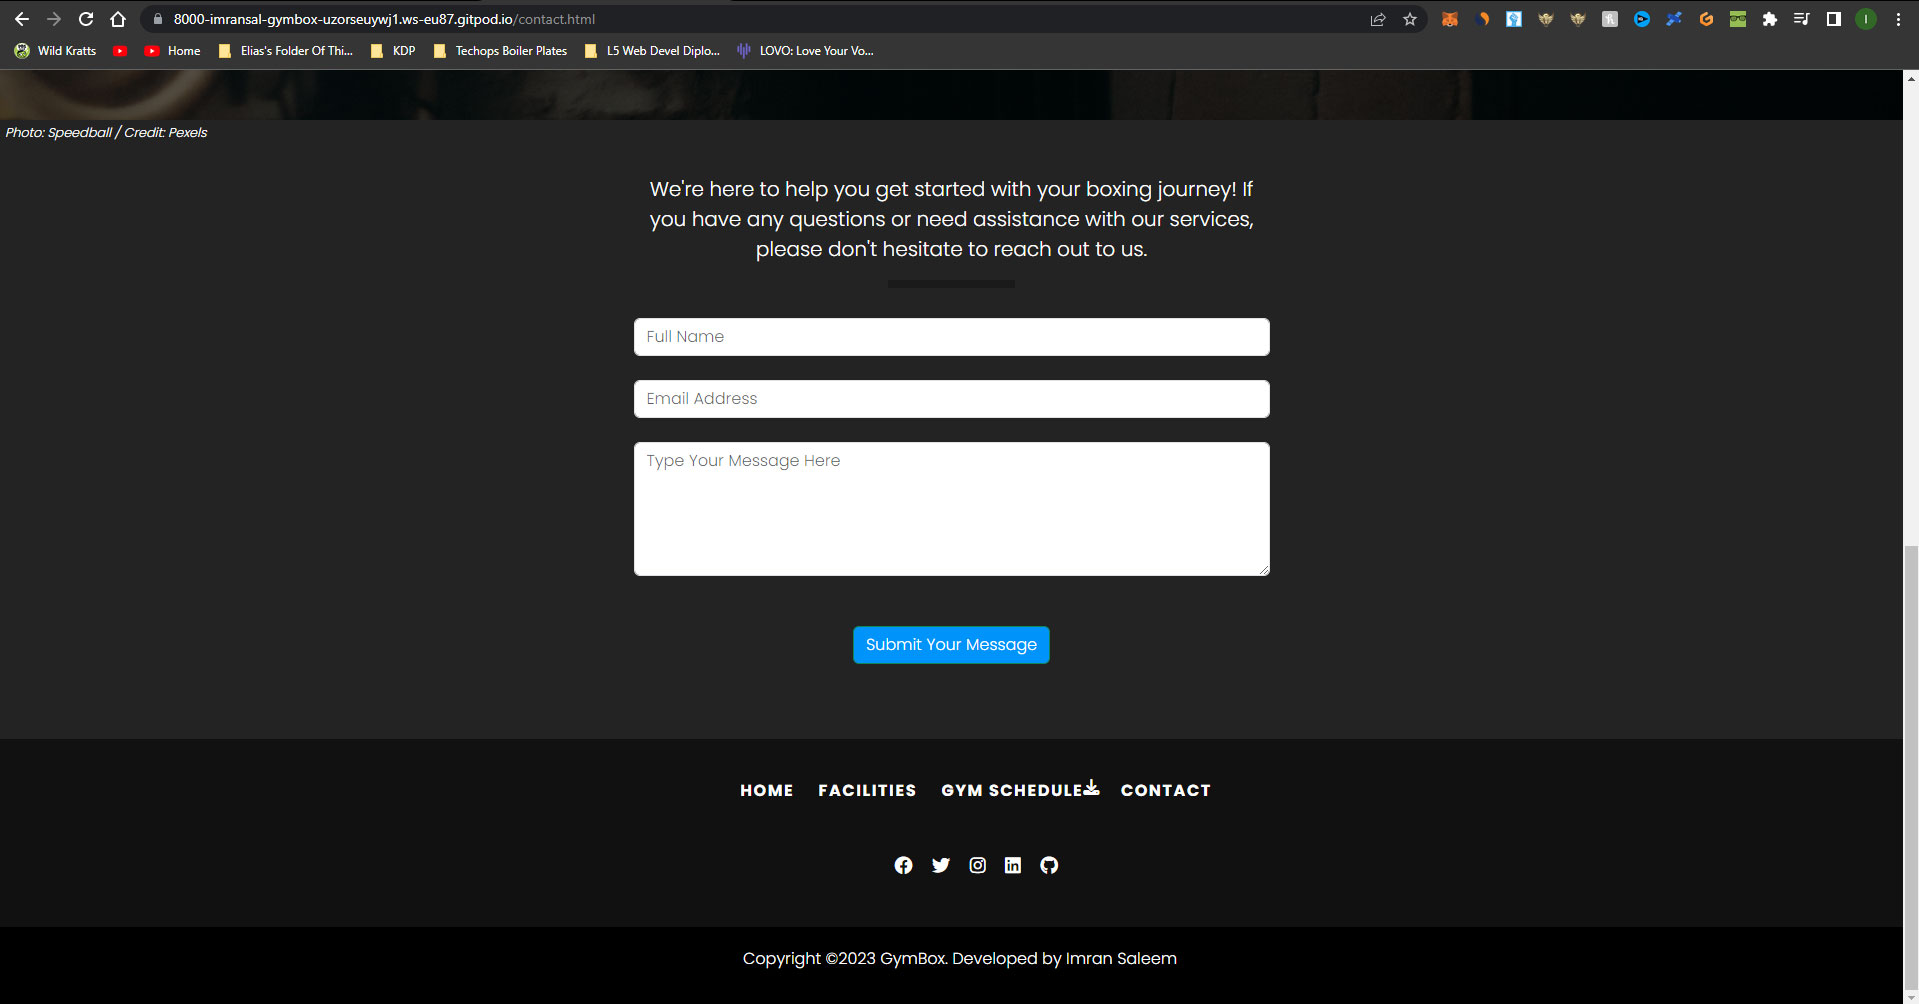 8000-imransal-gymbox-uzorseuywj1.ws-eu87.gitpod.io/contact.html
I
Wild Kratts
Home
Elias's Folder Of Thi...
KDP
Techops Boiler Plates
L5 Web Devel Diplo...
LOVO: Love Your Vo...
Photo: Speedball / Credit: Pexels
We're here to help you get started with your boxing journey! If
you have any questions or need assistance with our services,
please don't hesitate to reach out to us.
Full Name
Email Address
Type Your Message Here
Submit Your Message
HOME FACILITIES GYM SCHEDULE CONTACT
Copyright ©2023 GymBox. Developed by Imran Saleem